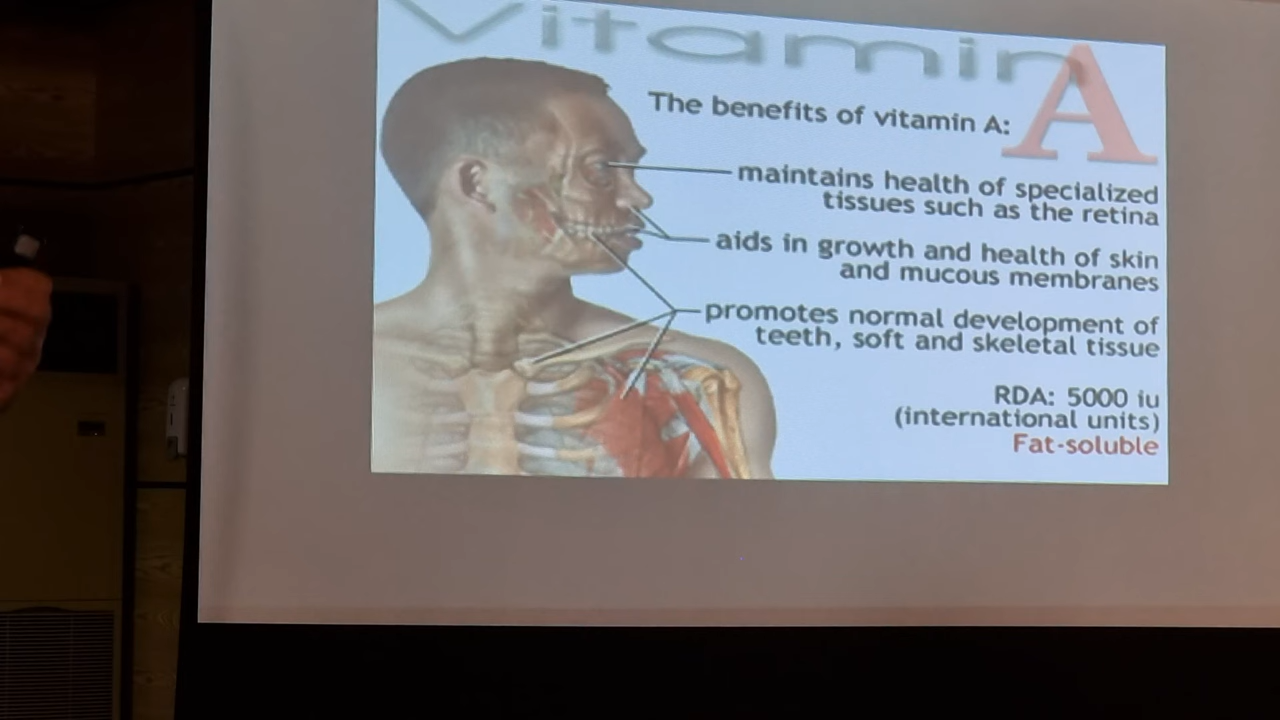 Vitamin A
The benefits of vitamin A:
maintains health of specialized
tissues such as the retina
aids in growth and health of skin
and mucous membranes
promotes normal development of
teeth, soft and skeletal tissue
RDA: 5000 iu
(international units)
Fat-soluble